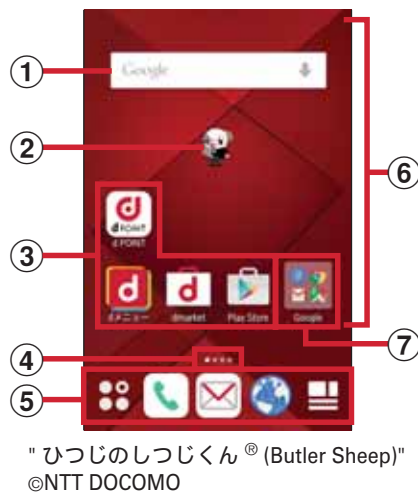 ①
Google
②
⑥
d POINT
d POINT
③
d
d
dメニュー
dmarket
Play Store
Google
④
⑦
⑤
" ひつじのしつじくん ® (Butler Sheep)"
©NTT DOCOMO